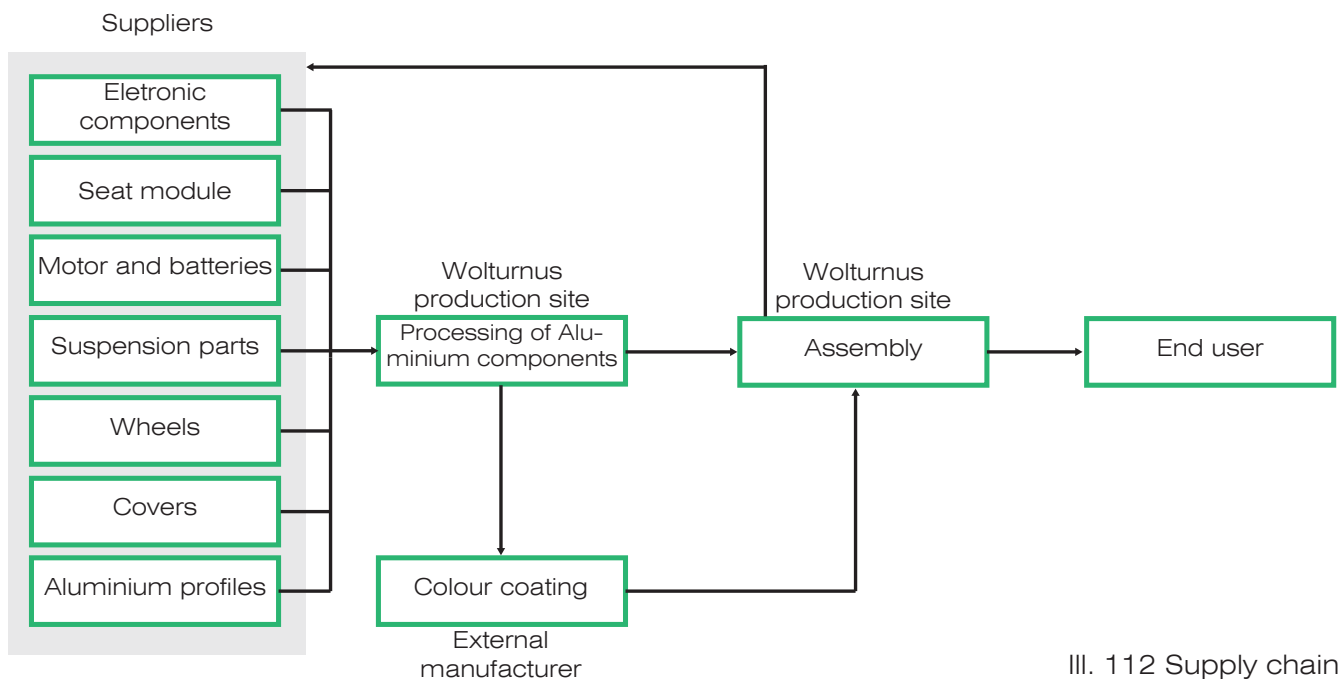 Suppliers
Eletronic
components
Seat module
Motor and batteries
Suspension parts
Wheels
Covers
Aluminium profiles
Wolturnus
production site
Processing of Alu-
minium components
Colour coating
External
manufacturer
Wolturnus
production site
Assembly
End user
Ill. 112 Supply chain